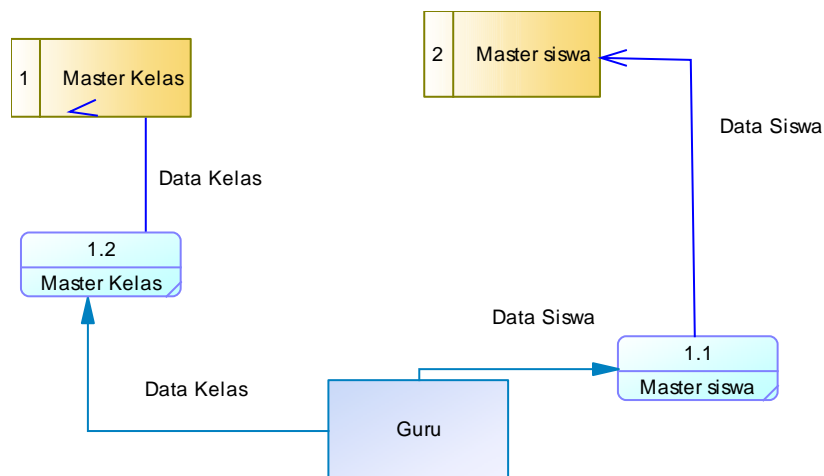 1
Master Kelas
2
Master siswa
Data Siswa
Data Kelas
1.2
Master Kelas
Data Siswa
1.1
Master siswa
Data Kelas
Guru